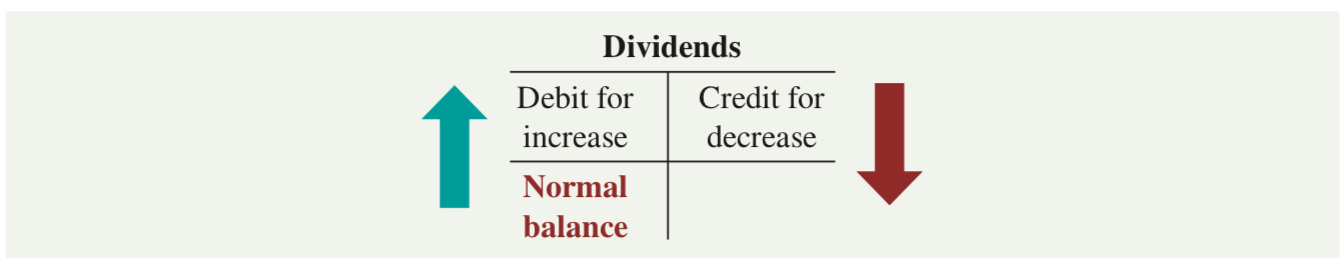 Dividends
Debit for
increase
Credit for
decrease
Normal
balance